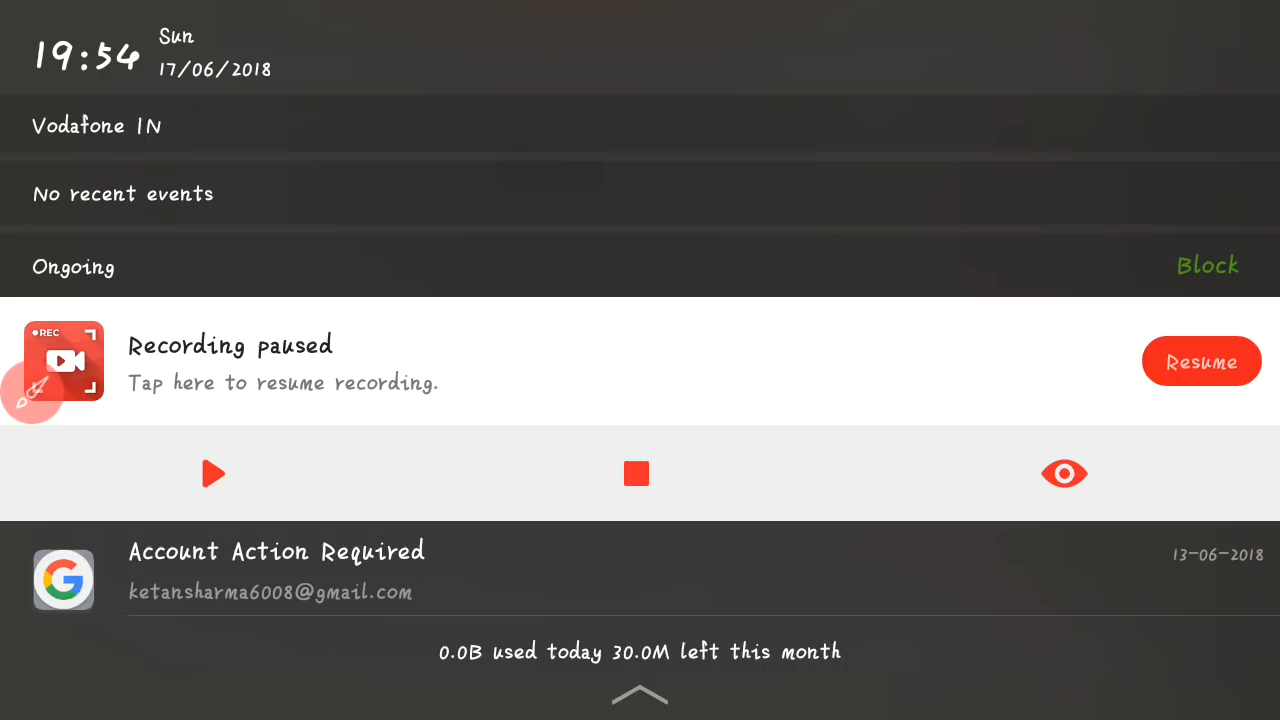 19:54
Sun
17/06/2018
Vodafone IN
No recent events
Ongoing
Block
REC
Recording paused
Tap here to resume recording.
Resume
Account Action Required
13-06-2018
ketansharma6008@gmail.com
0.0B used today 30.0M left this month